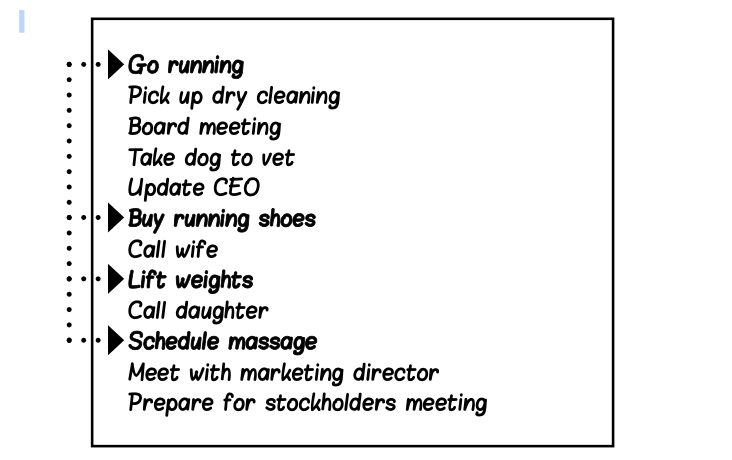 Go running
Pick up dry cleaning
Board meeting
Take dog to vet
Update CEO
Buy running shoes
Call wife
Lift weights
Call daughter
Schedule massage
Meet with marketing director
Prepare for stockholders meeting